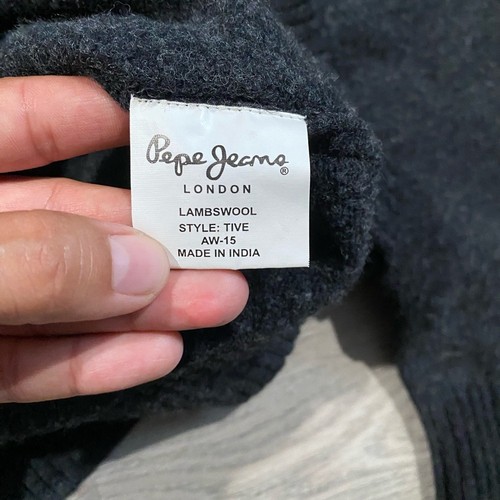 Pepe Jeans®
LONDON
LAMBSWOOL
STYLE: TIVE
AW-15
MADE IN INDIA